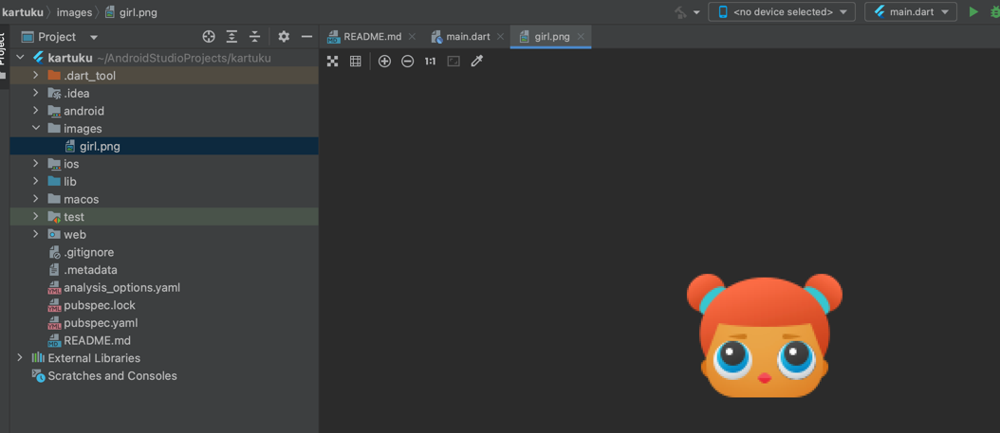 kartuku images girl.png
<no device selected> main.dart
Project
Project
README.md main.dart girl.png
kartuku ~/AndroidStudioProjects/kartuku
1:1
.dart_tool
.idea
android
images
girl.png
ios
lib
macos
test
web
.gitignore
.metadata
analysis_options.yaml
pubspec.lock
pubspec.yaml
README.md
External Libraries
Scratches and Consoles